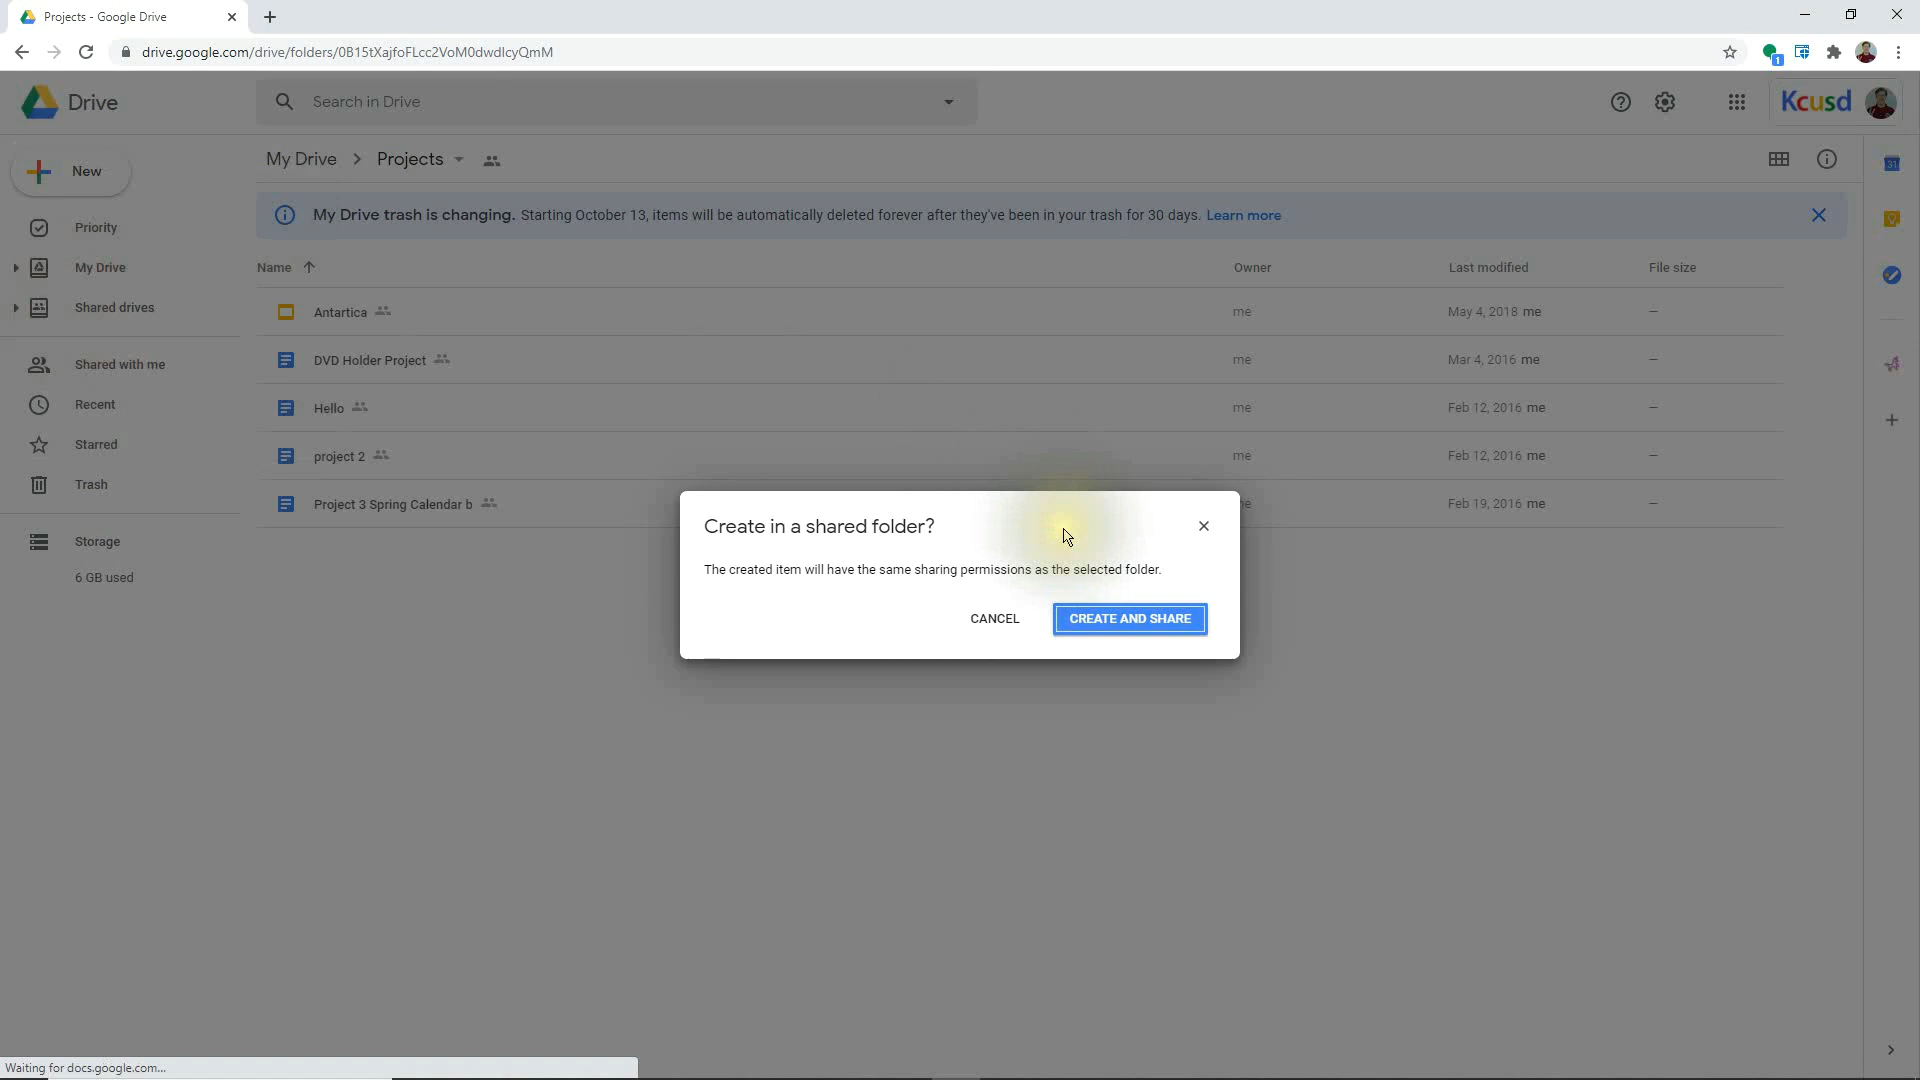 Projects - Google Drive
drive.google.com/drive/folders/0B15tXajfoFLcc2VoM0dwdlcyQmM
1
Drive
Search in Drive
Kcusd
New
My Drive > Projects
31
My Drive trash is changing. Starting October 13, items will be automatically deleted forever after they've been in your trash for 30 days. Learn more
Priority
My Drive
Shared drives
Shared with me
Recent
Starred
Trash
Storage
6 GB used
Name Owner Last modified File size
Antartica me May 4, 2018 me –
DVD Holder Project me Mar 4, 2016 me –
Hello me Feb 12, 2016 me –
project 2 me Feb 12, 2016 me –
Project 3 Spring Calendar b me Feb 19, 2016 me –
Create in a shared folder?
The created item will have the same sharing permissions as the selected folder.
CANCEL CREATE AND SHARE
Waiting for docs.google.com...